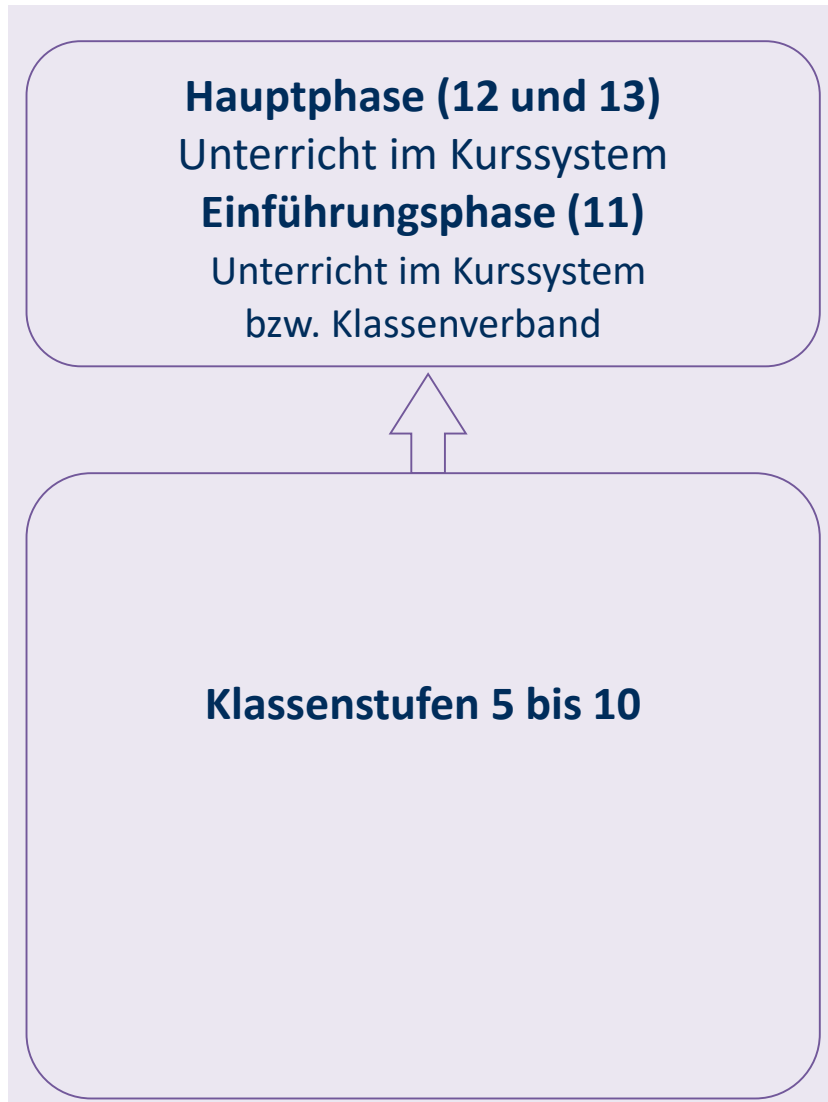 Hauptphase (12 und 13)
Unterricht im Kurssystem
Einführungsphase (11)
Unterricht im Kurssystem
bzw. Klassenverband
Klassenstufen 5 bis 10